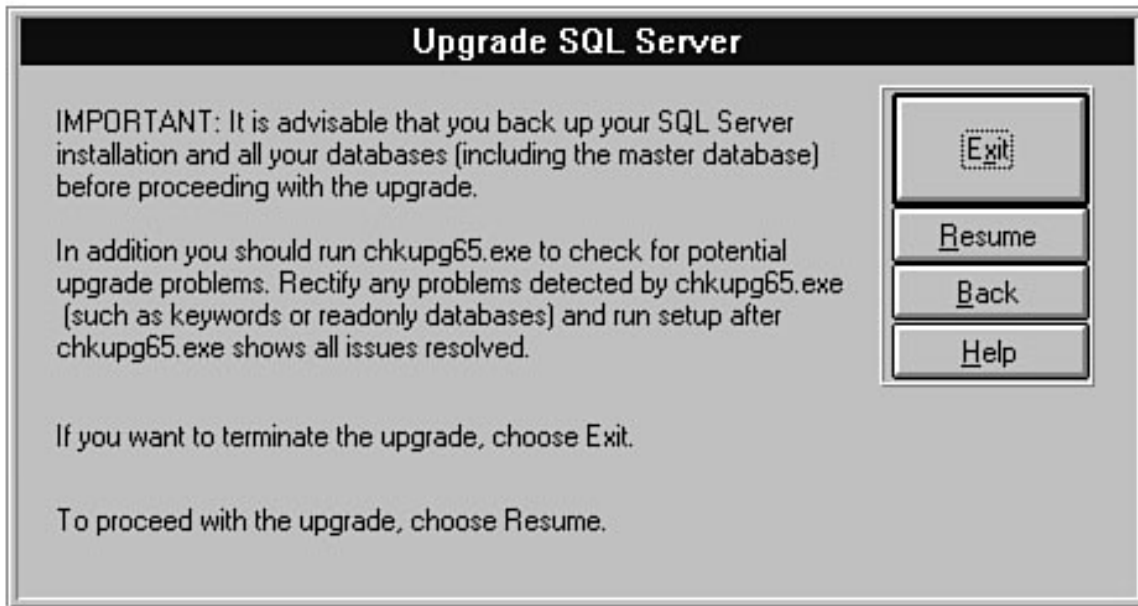 Upgrade SQL Server
IMPORTANT: It is advisable that you back up your SQL Server
installation and all your databases (including the master database)
before proceeding with the upgrade.
In addition you should run chkupg65.exe to check for potential
upgrade problems. Rectify any problems detected by chkupg65.exe
(such as keywords or readonly databases) and run setup after
chkupg65.exe shows all issues resolved.
If you want to terminate the upgrade, choose Exit.
To proceed with the upgrade, choose Resume.
Exit
Resume
Back
Help